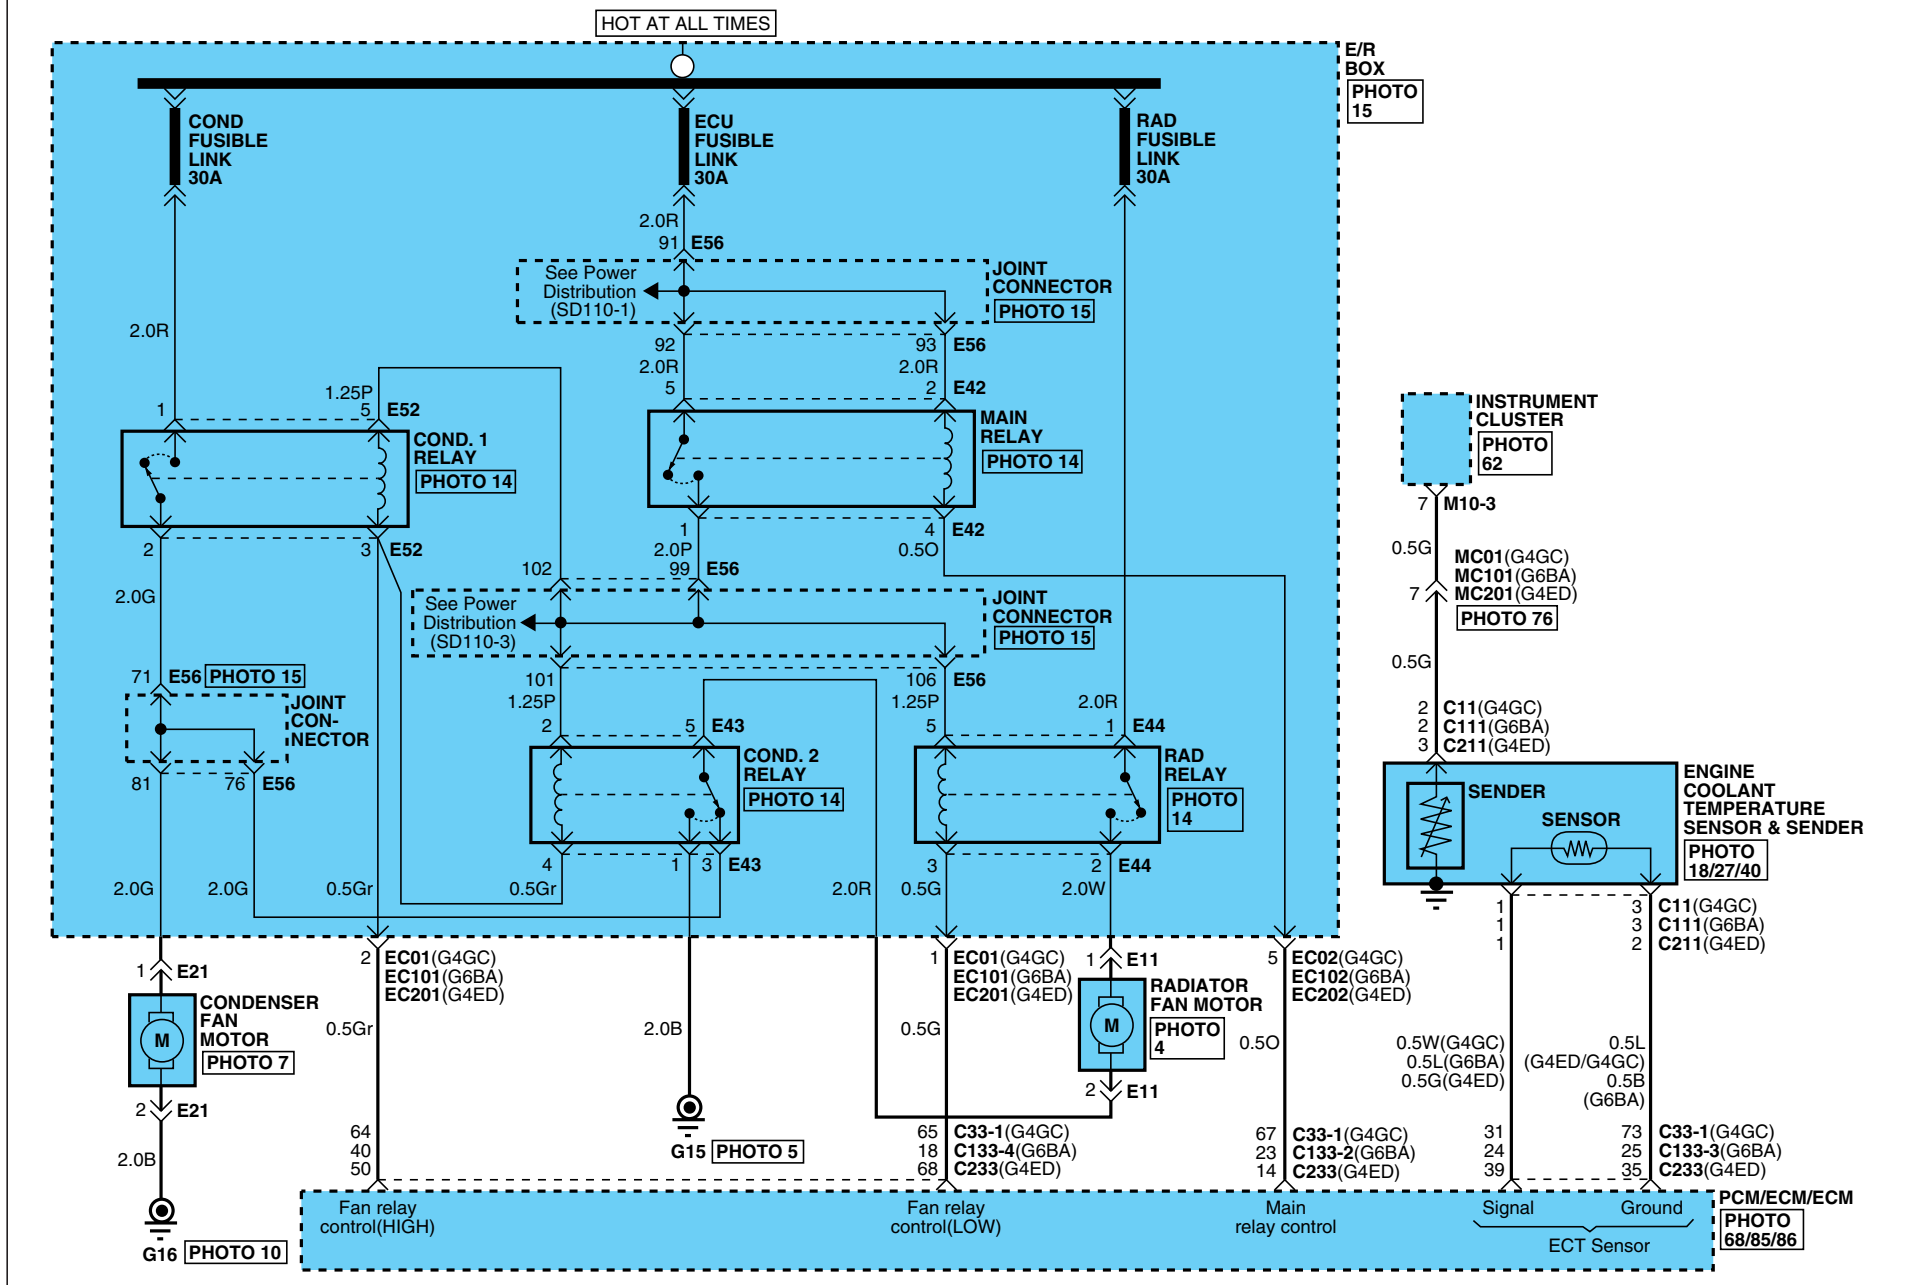 HOT AT ALL TIMES
E/R
BOX
PHOTO
15
COND
FUSIBLE
LINK
30A
ECU
FUSIBLE
LINK
30A
RAD
FUSIBLE
LINK
30A
2.0R
91 E56
See Power
Distribution
(SD110-1)
JOINT
CONNECTOR
PHOTO 15
2.0R
92
93 E56
2.0R
2.0R
1.25P
5
2 E42
1
5 E52
COND. 1
RELAY
PHOTO 14
MAIN
RELAY
PHOTO 14
INSTRUMENT
CLUSTER
PHOTO
62
7 M10-3
2
3 E52
1
4 E42
2.0P
0.5O
0.5G
MC01(G4GC)
MC101(G6BA)
7 MC201(G4ED)
PHOTO 76
102
99 E56
2.0G
See Power
Distribution
(SD110-3)
JOINT
CONNECTOR
PHOTO 15
0.5G
71 E56 PHOTO 15
JOINT
CON-
NECTOR
101
106 E56
1.25P
1.25P
2.0R
2
5 E43
5
1 E44
2 C11(G4GC)
2 C111(G6BA)
3 C211(G4ED)
COND. 2
RELAY
PHOTO 14
RAD
RELAY
PHOTO
14
81
76 E56
SENDER
SENSOR
ENGINE
COOLANT
TEMPERATURE
SENSOR & SENDER
PHOTO
18/27/40
4
1
3 E43
3
2 E44
2.0G
2.0G
0.5Gr
0.5Gr
2.0R
0.5G
2.0W
1
1
1
3 C11(G4GC)
3 C111(G6BA)
2 C211(G4ED)
1 E21
2 EC01(G4GC)
EC101(G6BA)
EC201(G4ED)
1 EC01(G4GC)
EC101(G6BA)
EC201(G4ED)
1 E11
5 EC02(G4GC)
EC102(G6BA)
EC202(G4ED)
CONDENSER
FAN
MOTOR
PHOTO 7
M
RADIATOR
FAN MOTOR
PHOTO
4
M
0.5Gr
2.0B
0.5G
0.5O
0.5W(G4GC)
0.5L(G6BA)
0.5G(G4ED)
0.5L
(G4ED/G4GC)
0.5B
(G6BA)
2 E21
2 E11
2.0B
G15 PHOTO 5
64
40
50
65 C33-1(G4GC)
18 C133-4(G6BA)
68 C233(G4ED)
67 C33-1(G4GC)
23 C133-2(G6BA)
14 C233(G4ED)
31
24
39
73 C33-1(G4GC)
25 C133-3(G6BA)
35 C233(G4ED)
G16 PHOTO 10
Fan relay
control(HIGH)
Fan relay
control(LOW)
Main
relay control
Signal
Ground
ECT Sensor
PCM/ECM/ECM
PHOTO
68/85/86